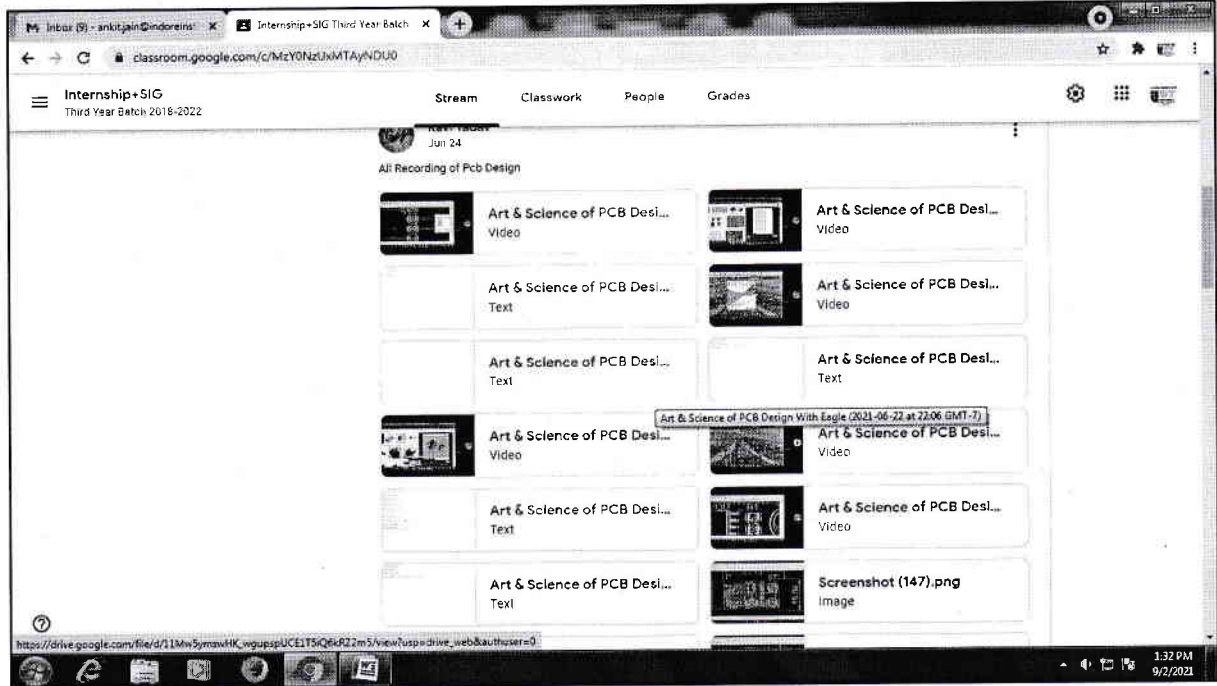 Inbox (9) - ankit.jain@indoreins
Internship+SIG Third Year Batch
classroom.google.com/c/MzY0NzUxMTAyNDU0
Internship+SIG
Third Year Batch 2018-2022
Stream
Classwork
People
Grades
Ravi Yadav
Jun 24
All Recording of Pcb Design
Art & Science of PCB Desi...
Video
Art & Science of PCB Desi...
Video
Art & Science of PCB Desi...
Text
Art & Science of PCB Desi...
Video
Art & Science of PCB Desi...
Text
Art & Science of PCB Desi...
Text
Art & Science of PCB Design With Eagle (2021-06-22 at 22:06 GMT-7)
Art & Science of PCB Desi...
Video
Art & Science of PCB Desi...
Video
Art & Science of PCB Desi...
Text
Art & Science of PCB Desi...
Video
Art & Science of PCB Desi...
Text
Screenshot (147).png
Image
1:32 PM
9/2/2021